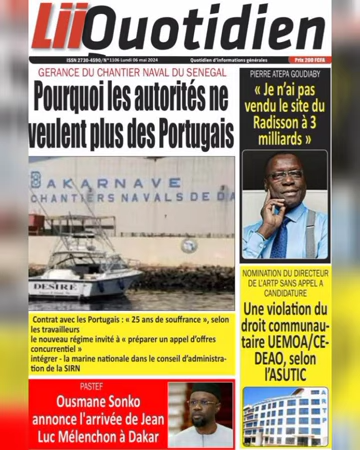 Lii Quotidien
ISSN 2736-4590/N°1106 Lundi 06 mai 2024
Quotidien d'informations générales
Prix 200 FCFA
GERANCE DU CHANTIER NAVAL DU SENEGAL
Pourquoi les autorités ne
veulent plus des Portugais
DAKARNAVE
CHANTIERS NAVALS DE DA
DESIRE
Contrat avec les Portugais : « 25 ans de souffrance », selon
les travailleurs
le nouveau régime invité à « préparer un appel d'offres
concurrentiel »
intégrer - la marine nationale dans le conseil d'administra-
tion de la SIRN
PASTEF
Ousmane Sonko
annonce l'arrivée de Jean
Luc Mélenchon à Dakar
PIERRE ATEPA GOUDIABY
« Je n'ai pas
vendu le site du
Radisson à 3
milliards »
NOMINATION DU DIRECTEUR
DE L'ARTP SANS APPEL A
CANDIDATURE
Une violation du
droit communau-
taire UEMOA/CE-
DEAO, selon
l'ASUTIC
ARTP